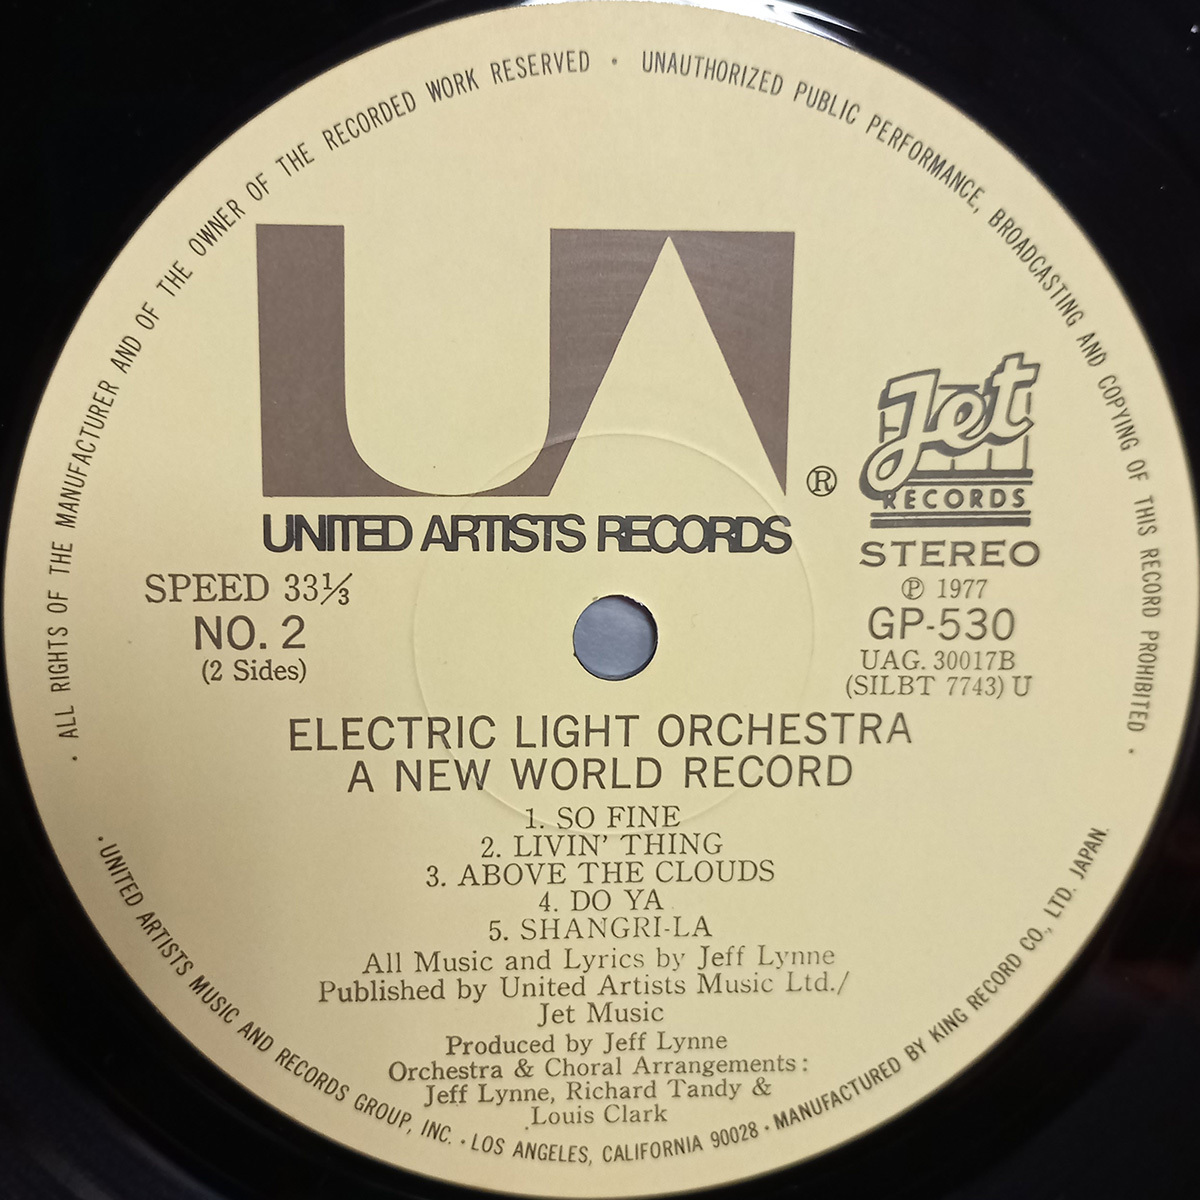 · ALL RIGHTS OF THE MANUFACTURER AND OF THE OWNER OF THE RECORDED WORK RESERVED · UNAUTHORIZED PUBLIC PERFORMANCE, BROADCASTING AND COPYING OF THIS RECORD PROHIBITED ·
UA
®
UNITED ARTISTS RECORDS
Jet
RECORDS
STEREO
SPEED 33⅓
NO. 2
(2 Sides)
℗ 1977
GP-530
UAG. 30017B
(SILBT 7743) U
ELECTRIC LIGHT ORCHESTRA
A NEW WORLD RECORD
1. SO FINE
2. LIVIN' THING
3. ABOVE THE CLOUDS
4. DO YA
5. SHANGRI-LA
All Music and Lyrics by Jeff Lynne
Published by United Artists Music Ltd./
Jet Music
Produced by Jeff Lynne
Orchestra & Choral Arrangements:
Jeff Lynne, Richard Tandy &
Louis Clark
· UNITED ARTISTS MUSIC AND RECORDS GROUP, INC. · LOS ANGELES, CALIFORNIA 90028 · MANUFACTURED BY KING RECORD CO., LTD. JAPAN.